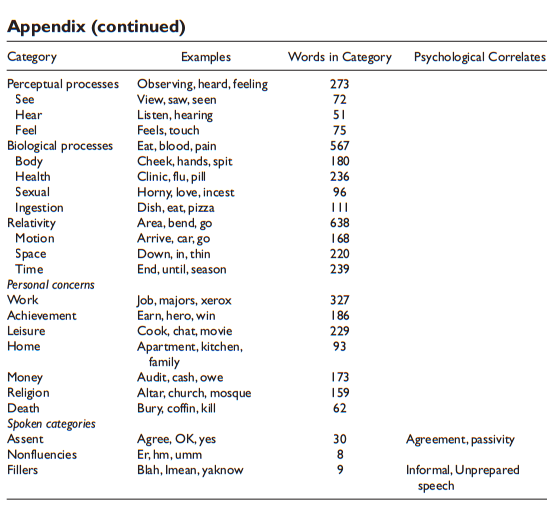 Appendix (continued)
Category Examples Words in Category Psychological Correlates
Perceptual processes Observing, heard, feeling 273
See View, saw, seen 72
Hear Listen, hearing 51
Feel Feels, touch 75
Biological processes Eat, blood, pain 567
Body Cheek, hands, spit 180
Health Clinic, flu, pill 236
Sexual Horny, love, incest 96
Ingestion Dish, eat, pizza 111
Relativity Area, bend, go 638
Motion Arrive, car, go 168
Space Down, in, thin 220
Time End, until, season 239
Personal concerns
Work Job, majors, xerox 327
Achievement Earn, hero, win 186
Leisure Cook, chat, movie 229
Home Apartment, kitchen, 93
family
Money Audit, cash, owe 173
Religion Altar, church, mosque 159
Death Bury, coffin, kill 62
Spoken categories
Assent Agree, OK, yes 30 Agreement, passivity
Nonfluencies Er, hm, umm 8
Fillers Blah, Imean, yaknow 9 Informal, Unprepared
speech